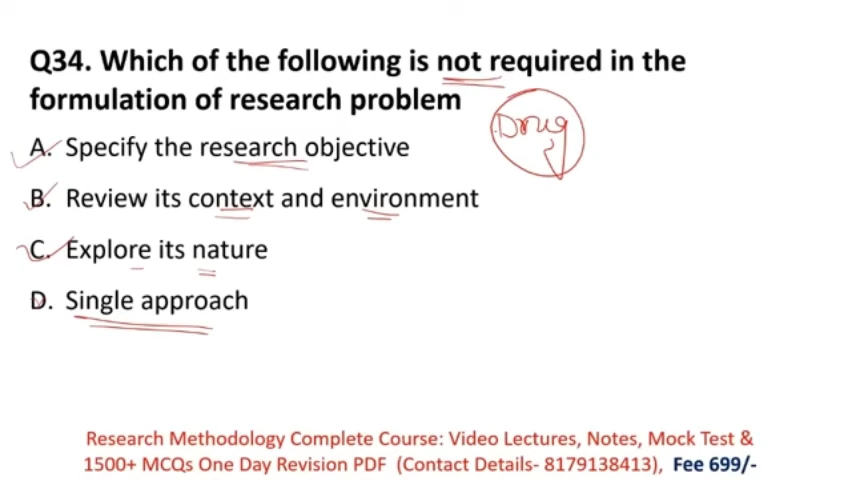 Q34. Which of the following is not required in the
formulation of research problem
Drug
A. Specify the research objective
B. Review its context and environment
C. Explore its nature
D. Single approach
Research Methodology Complete Course: Video Lectures, Notes, Mock Test &
1500+ MCQs One Day Revision PDF (Contact Details- 8179138413), Fee 699/-